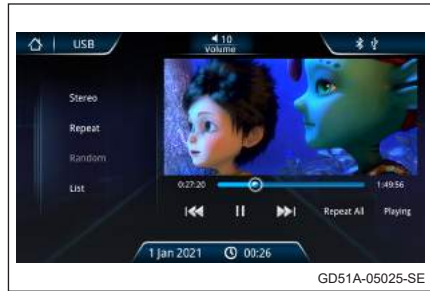 USB
10
Volume
Stereo
Repeat
Random
List
0:27:20 1:49:56
Repeat All Playing
1 Jan 2021 00:26
GD51A-05025-SE